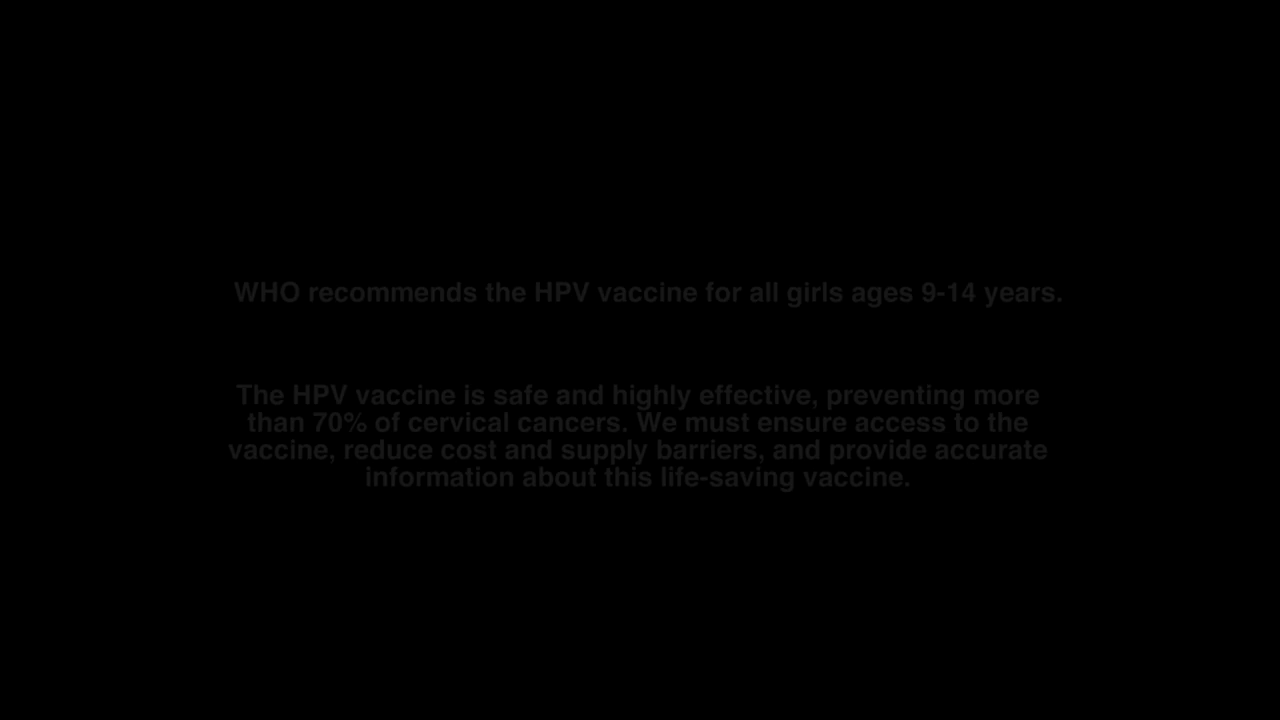 WHO recommends the HPV vaccine for all girls ages 9-14 years.
The HPV vaccine is safe and highly effective, preventing more
than 70% of cervical cancers. We must ensure access to the
vaccine, reduce cost and supply barriers, and provide accurate
information about this life-saving vaccine.